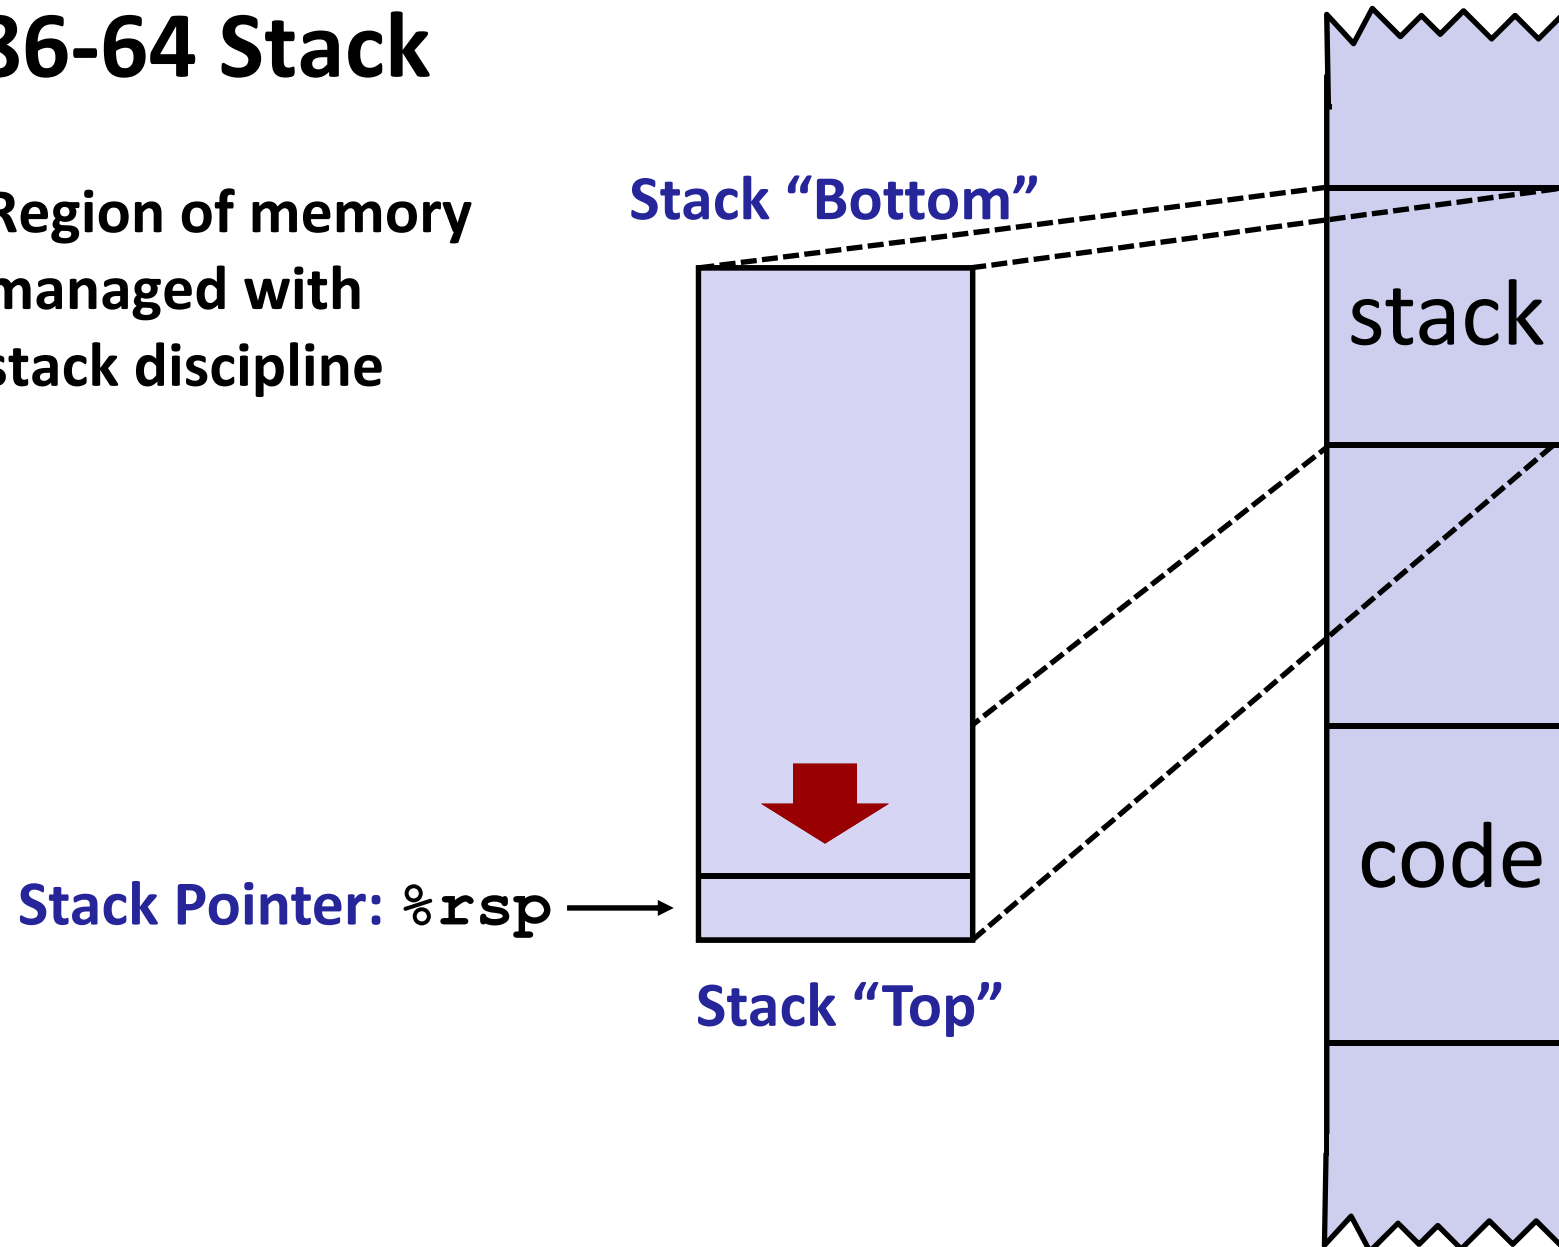 86-64 Stack
Region of memory
managed with
stack discipline
Stack “Bottom”
stack
code
Stack Pointer: %rsp
Stack “Top”